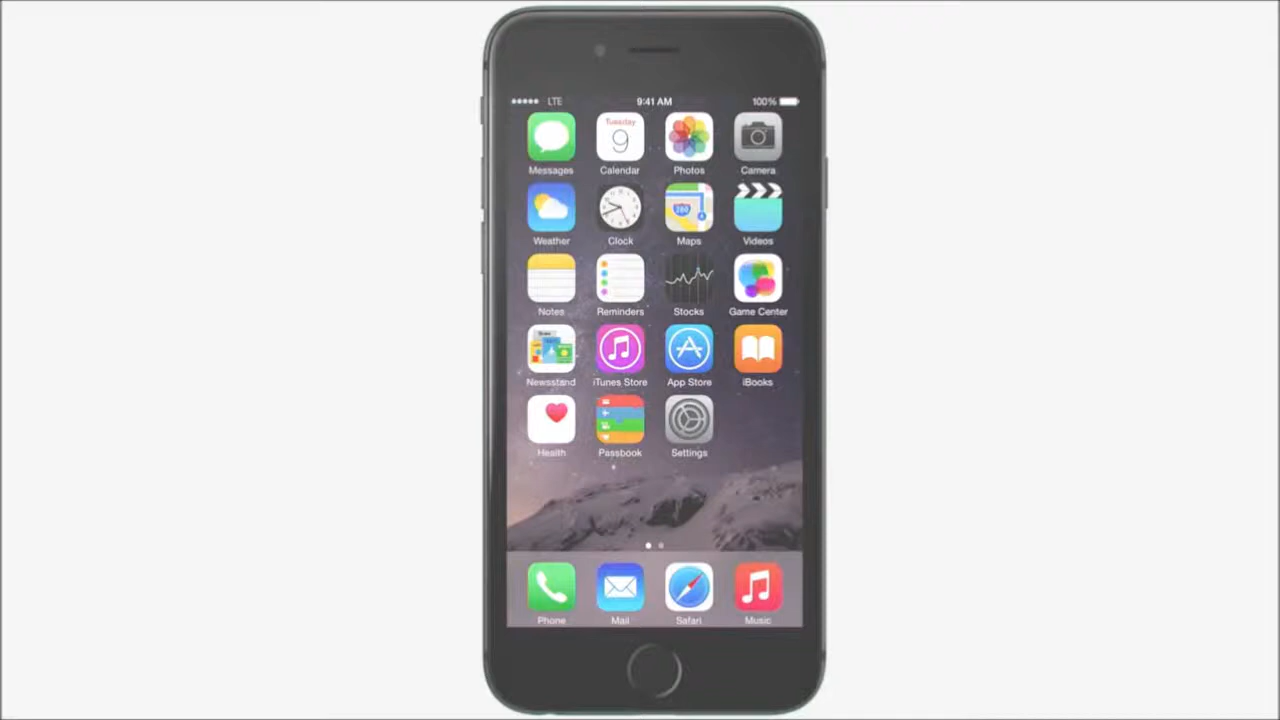 LTE 9:41 AM 100%
Tuesday
9
Messages Calendar Photos Camera
280
Weather Clock Maps Videos
Notes Reminders Stocks Game Center
Newsstand iTunes Store App Store iBooks
Health Passbook Settings
Phone Mail Safari Music